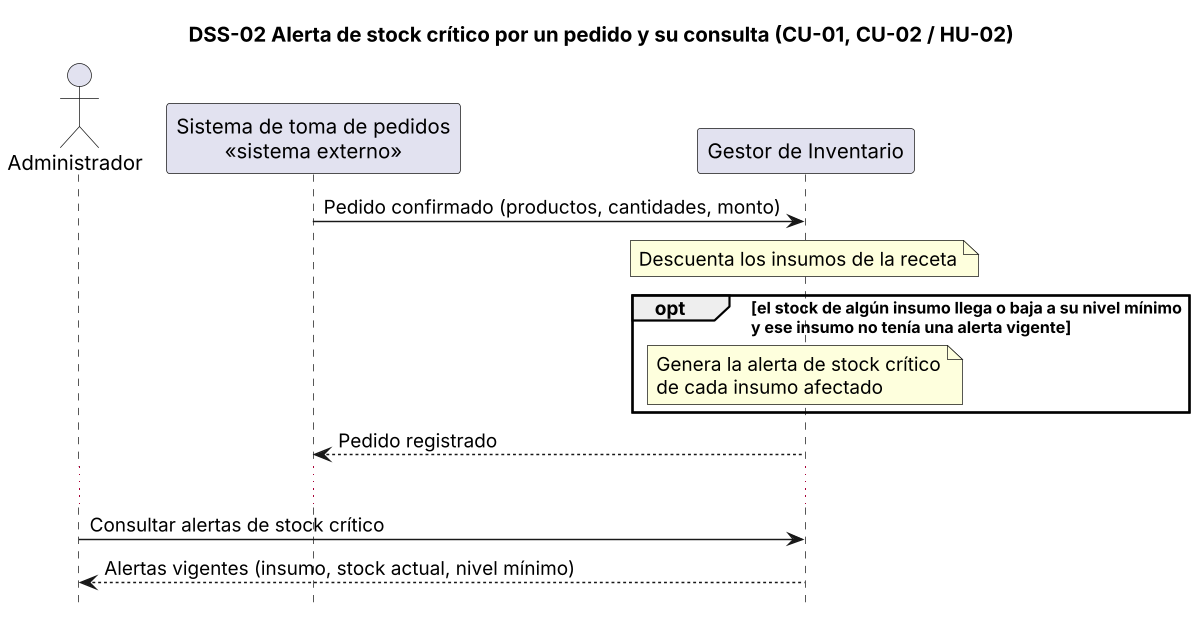 DSS-02 Alerta de stock crítico por un pedido y su consulta (CU-01, CU-02 / HU-02)
Administrador
Sistema de toma de pedidos
«sistema externo»
Gestor de Inventario
Pedido confirmado (productos, cantidades, monto)
Descuenta los insumos de la receta
opt
[el stock de algún insumo llega o baja a su nivel mínimo
y ese insumo no tenía una alerta vigente]
Genera la alerta de stock crítico
de cada insumo afectado
Pedido registrado
Consultar alertas de stock crítico
Alertas vigentes (insumo, stock actual, nivel mínimo)